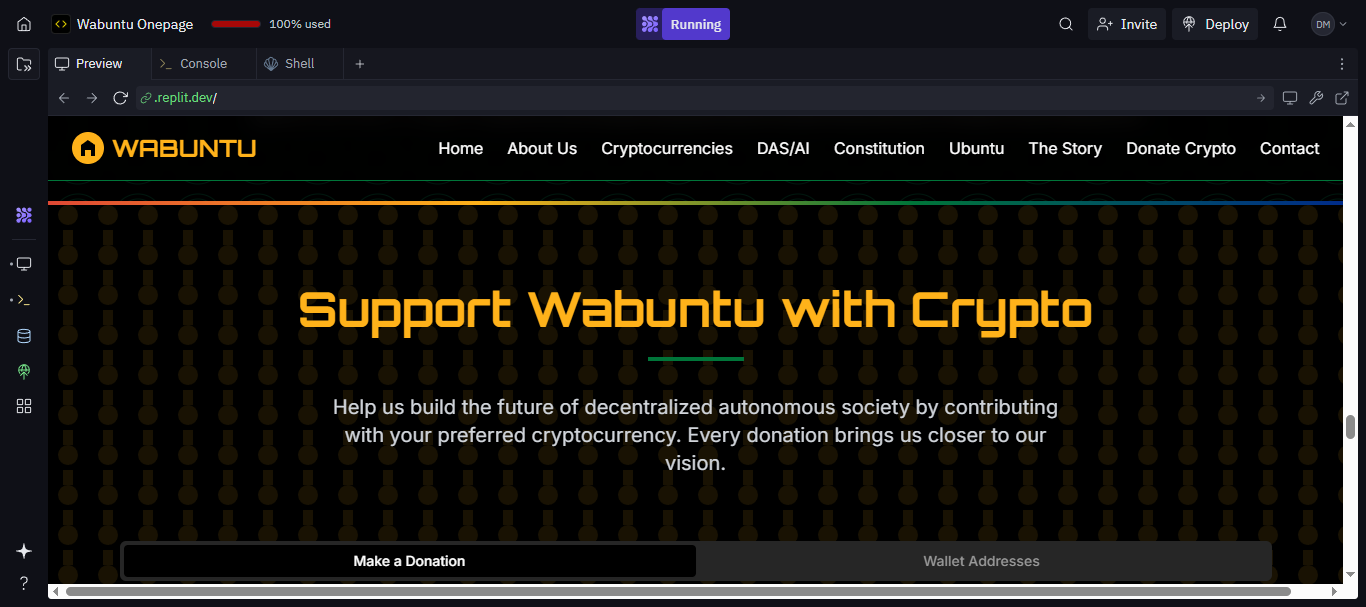 Wabuntu Onepage
100% used
Running
Invite
Deploy
DM
Preview
Console
Shell
.replit.dev/
WABUNTU
Home
About Us
Cryptocurrencies
DAS/AI
Constitution
Ubuntu
The Story
Donate Crypto
Contact
Support Wabuntu with Crypto
Help us build the future of decentralized autonomous society by contributing
with your preferred cryptocurrency. Every donation brings us closer to our
vision.
Make a Donation
Wallet Addresses